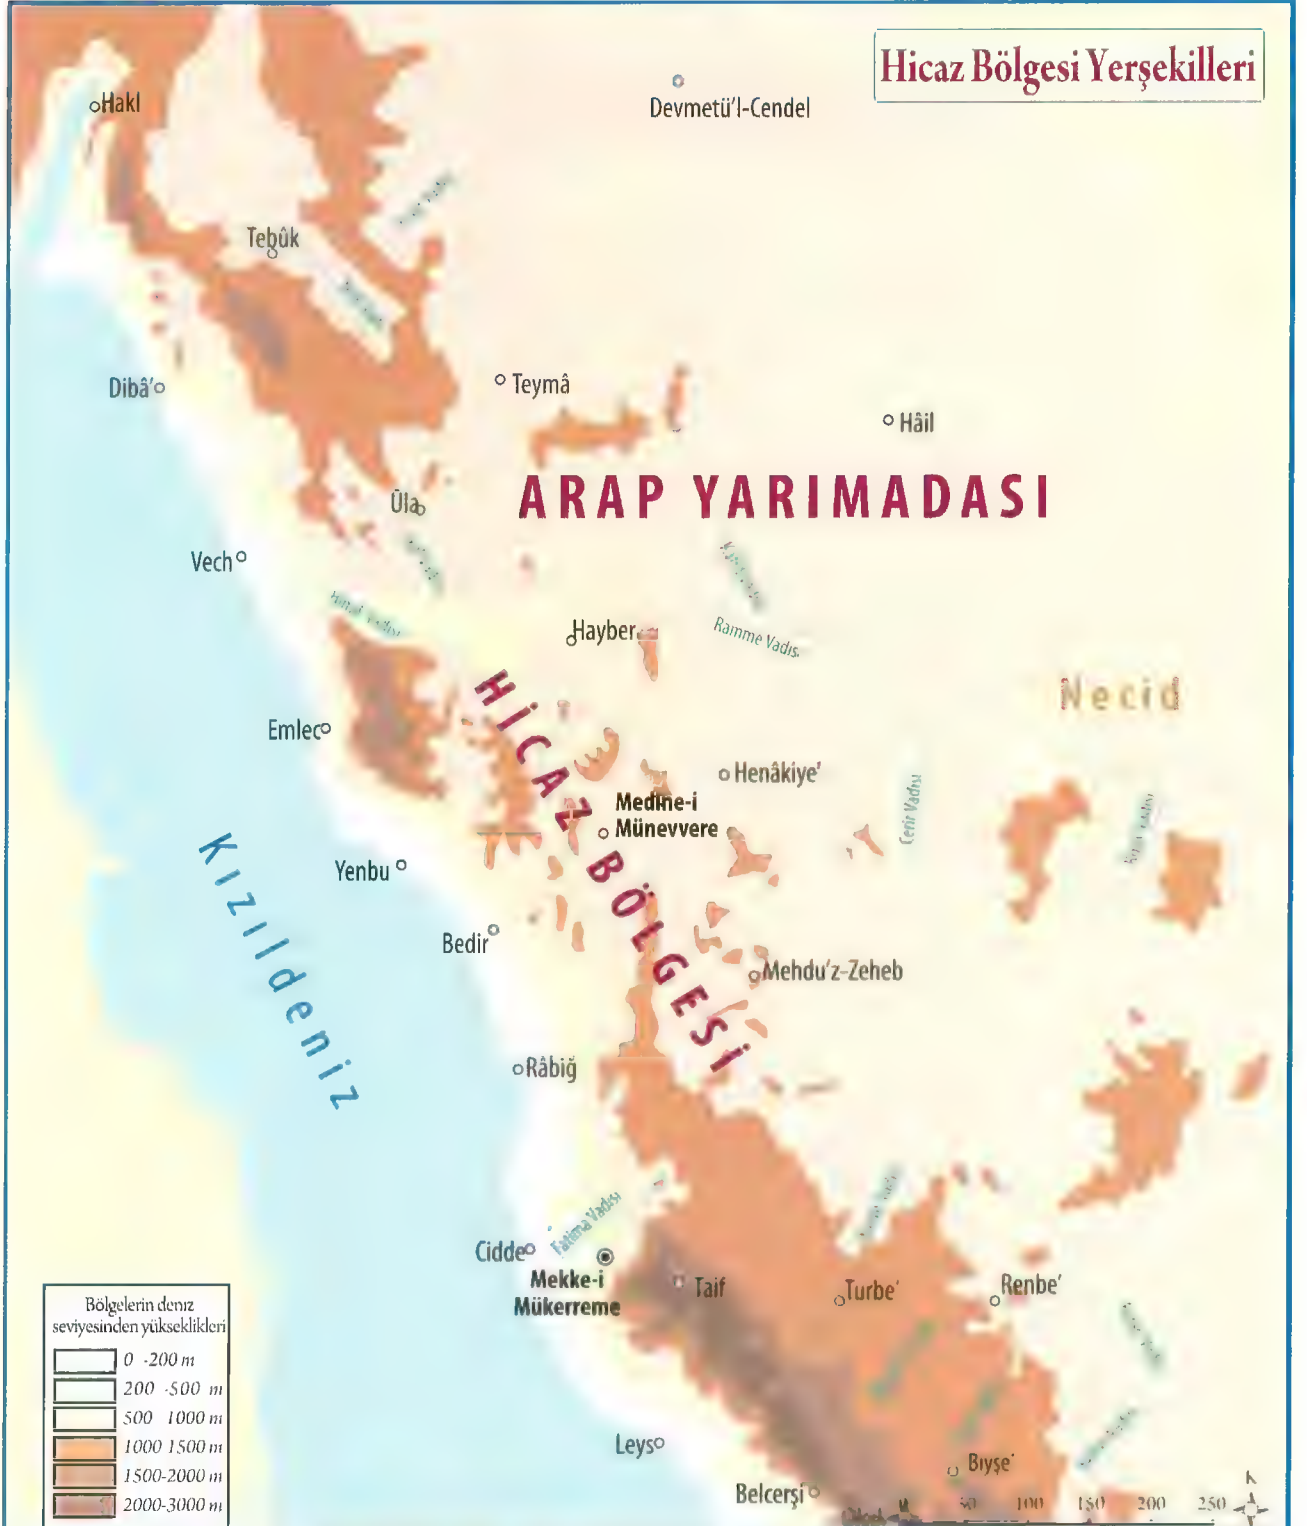 Hicaz Bölgesi Yerşekilleri
Hakl
Devmetü'l-Cendel
Tebûk
Dibâ'
Teymâ
Hâil
ARAP YARIMADASI
Ûla
Vech
Hayber
Ramme Vadisi
Necid
HİCAZ BÖLGESİ
Emlec
Henâkiye'
Medine-i
Münevvere
Cerir Vadisi
Kızıldeniz
Yenbu
Bedir
Mehdu'z-Zeheb
Râbiğ
Fatıma Vadisi
Cidde
Mekke-i
Mükerreme
Taif
Turbe'
Renbe'
Leys
Bıyşe'
Belcerşi
Bölgelerin deniz
seviyesinden yükseklikleri
0 -200 m
200 -500 m
500 1000 m
1000 1500 m
1500-2000 m
2000-3000 m
50 100 150 200 250
K